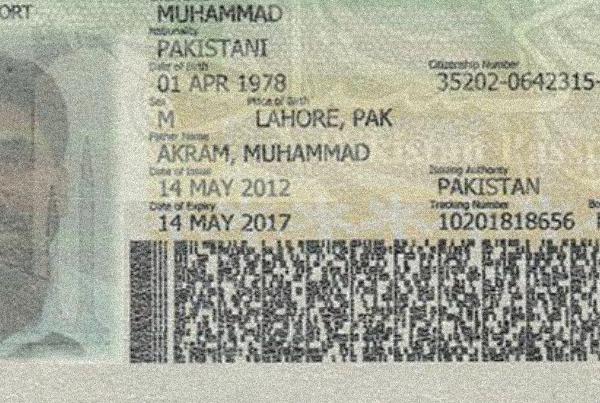 ORT
MUHAMMAD
Nationality
PAKISTANI
Date of Birth Citizenship Number
01 APR 1978 35202-0642315-
Sex Place of Birth
M LAHORE, PAK
Father Name
AKRAM, MUHAMMAD
Date of Issue Issuing Authority
14 MAY 2012 PAKISTAN
Date of Expiry Tracking Number
14 MAY 2017 10201818656